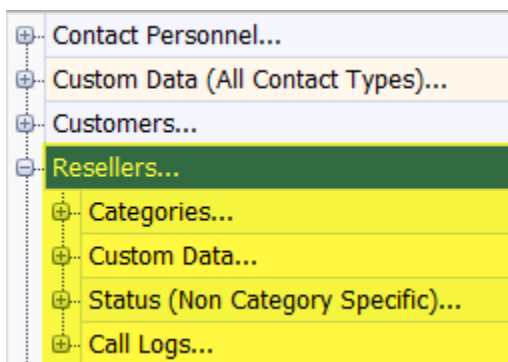 Contact Personnel...
Custom Data (All Contact Types)...
Customers...
Resellers...
Categories...
Custom Data...
Status (Non Category Specific)...
Call Logs...